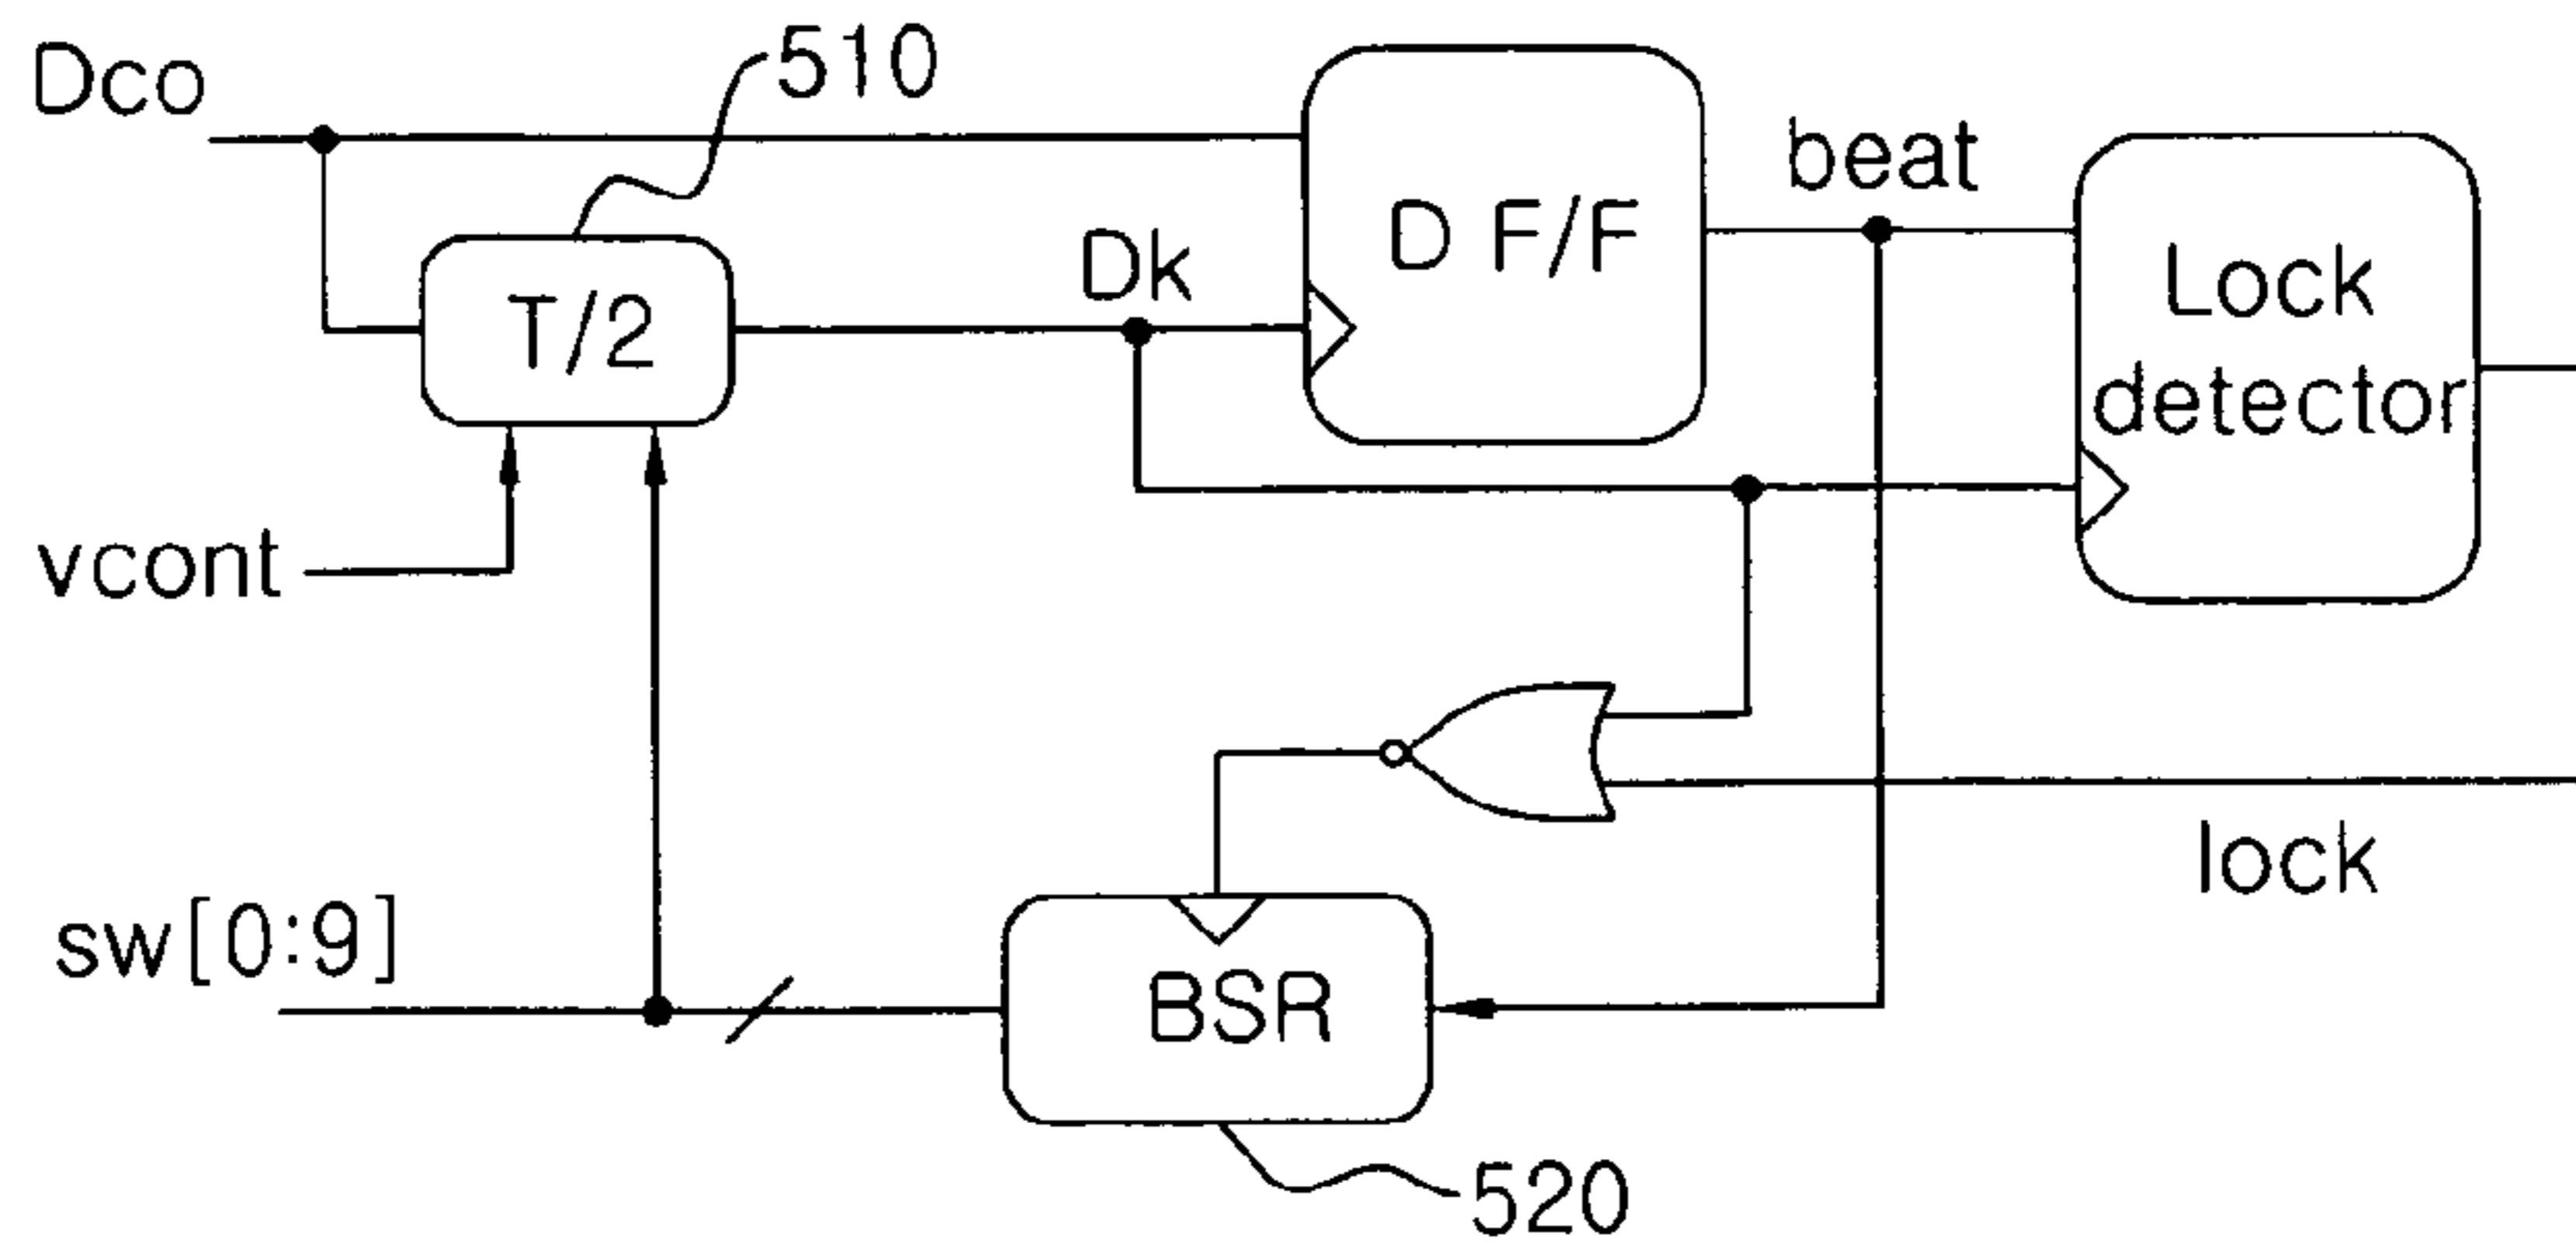 Dco
510
beat
D F/F
Lock
detector
Dk
T/2
vcont
lock
sw[0:9]
BSR
520